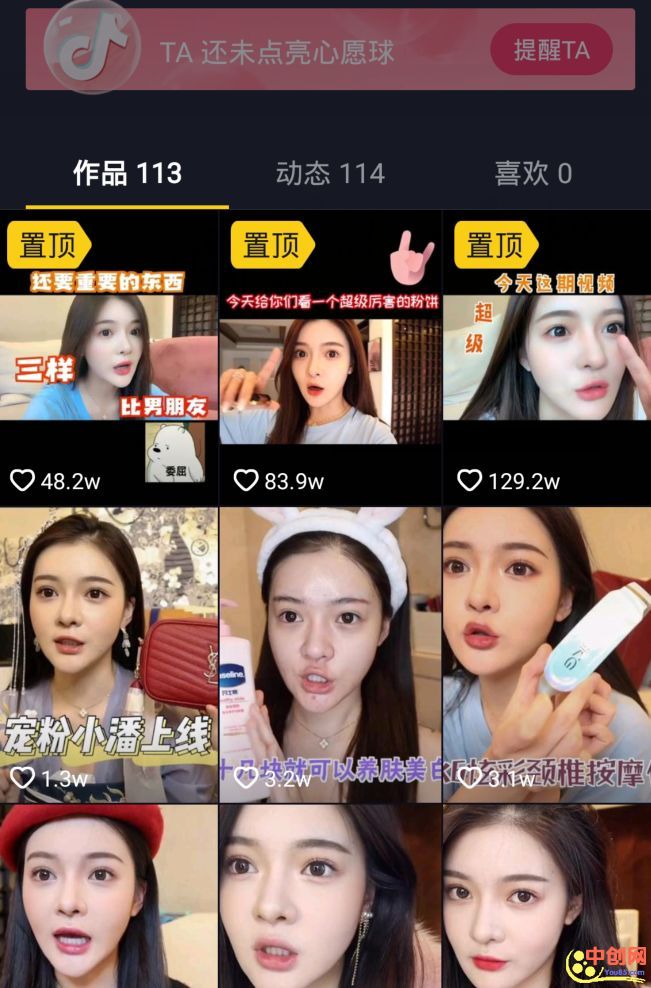 TA 还未点亮心愿球
提醒TA
作品 113
动态 114
喜欢 0
置顶
还要重要的东西
三样
比男朋友
委屈
48.2w
置顶
今天给你们看一个超级厉害的粉饼
83.9w
置顶
今天这期视频
超级
129.2w
YSL
宠粉小潘上线
1.3w
seline.
十几块就可以养肤美白
3.2w
炫彩颈椎按摩
3.1w
中创网
You85.com